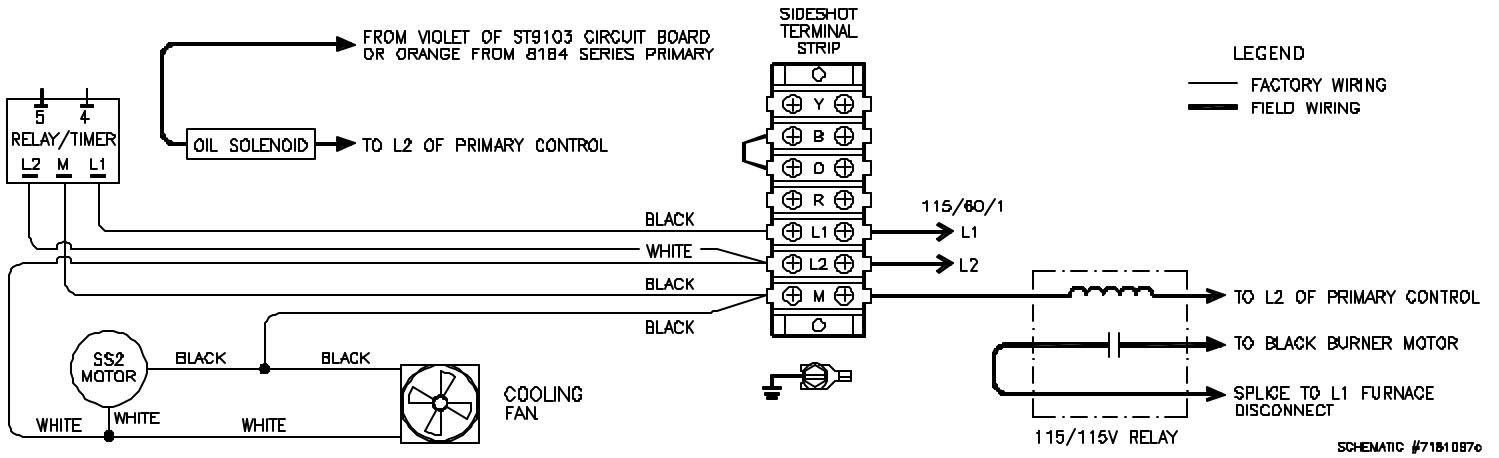 SIDESHOT
TERMINAL
STRIP
FROM VIOLET OF ST9103 CIRCUIT BOARD
OR ORANGE FROM 8184 SERIES PRIMARY
LEGEND
FACTORY WIRING
FIELD WIRING
5 4
RELAY/TIMER
L2 M L1
OIL SOLENOID
TO L2 OF PRIMARY CONTROL
Y
B
O
R
L1
L2
M
115/60/1
L1
L2
BLACK
WHITE
BLACK
BLACK
TO L2 OF PRIMARY CONTROL
TO BLACK BURNER MOTOR
SPLICE TO L1 FURNACE
DISCONNECT
115/115V RELAY
SS2
MOTOR
BLACK
BLACK
COOLING
FAN
WHITE
WHITE
WHITE
SCHEMATIC #7181087c